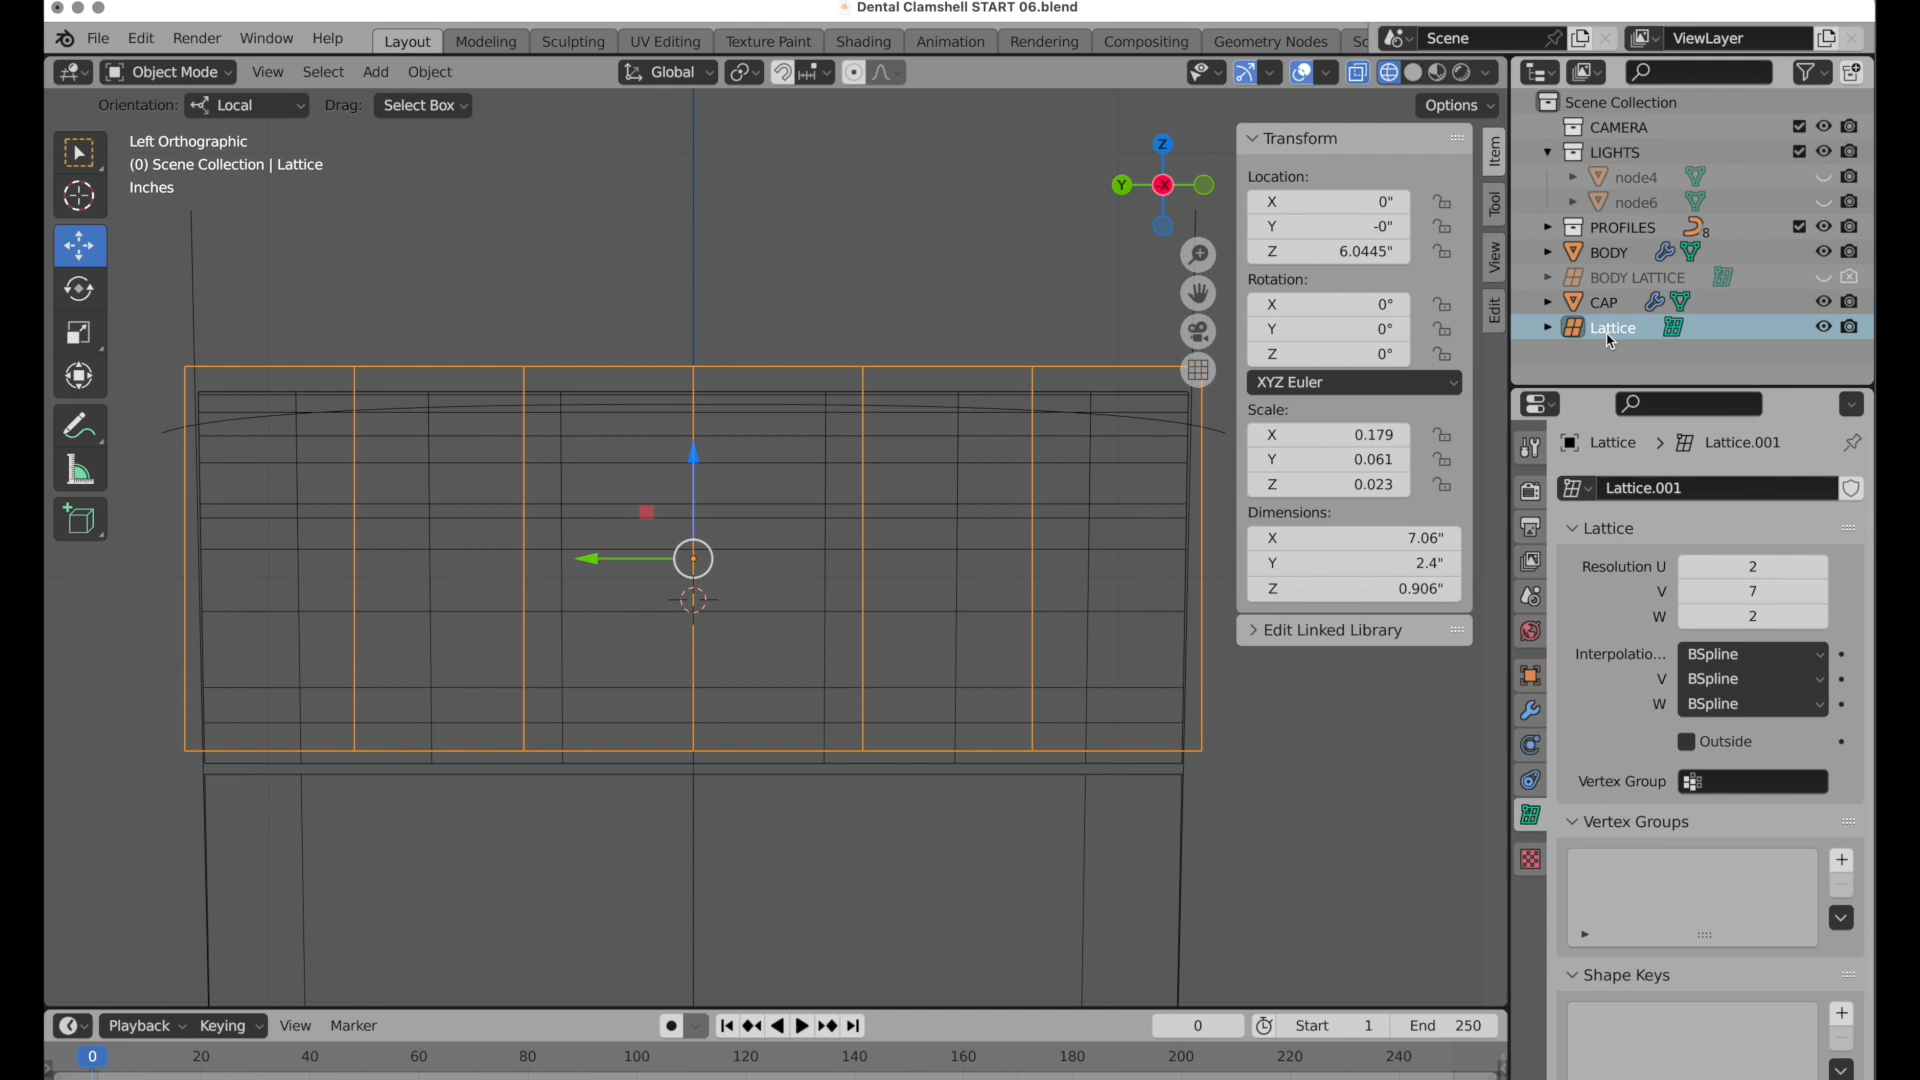 Dental Clamshell START 06.blend
File Edit Render Window Help Layout Modeling Sculpting UV Editing Texture Paint Shading Animation Rendering Compositing Geometry Nodes Sc Scene ViewLayer
Object Mode View Select Add Object Global
Orientation: Local Drag: Select Box Options
Left Orthographic
(0) Scene Collection | Lattice
Inches
Z
Y
-X
Transform
Location:
X 0"
Y -0"
Z 6.0445"
Rotation:
X 0°
Y 0°
Z 0°
XYZ Euler
Scale:
X 0.179
Y 0.061
Z 0.023
Dimensions:
X 7.06"
Y 2.4"
Z 0.906"
Edit Linked Library
Item
Tool
View
Edit
Scene Collection
CAMERA
LIGHTS
node4
node6
PROFILES 8
BODY
BODY LATTICE
CAP
Lattice
Lattice > Lattice.001
Lattice.001
Lattice
Resolution U 2
V 7
W 2
Interpolatio... BSpline
V BSpline
W BSpline
Outside
Vertex Group
Vertex Groups
Shape Keys
Playback Keying View Marker 0 Start 1 End 250
0 20 40 60 80 100 120 140 160 180 200 220 240